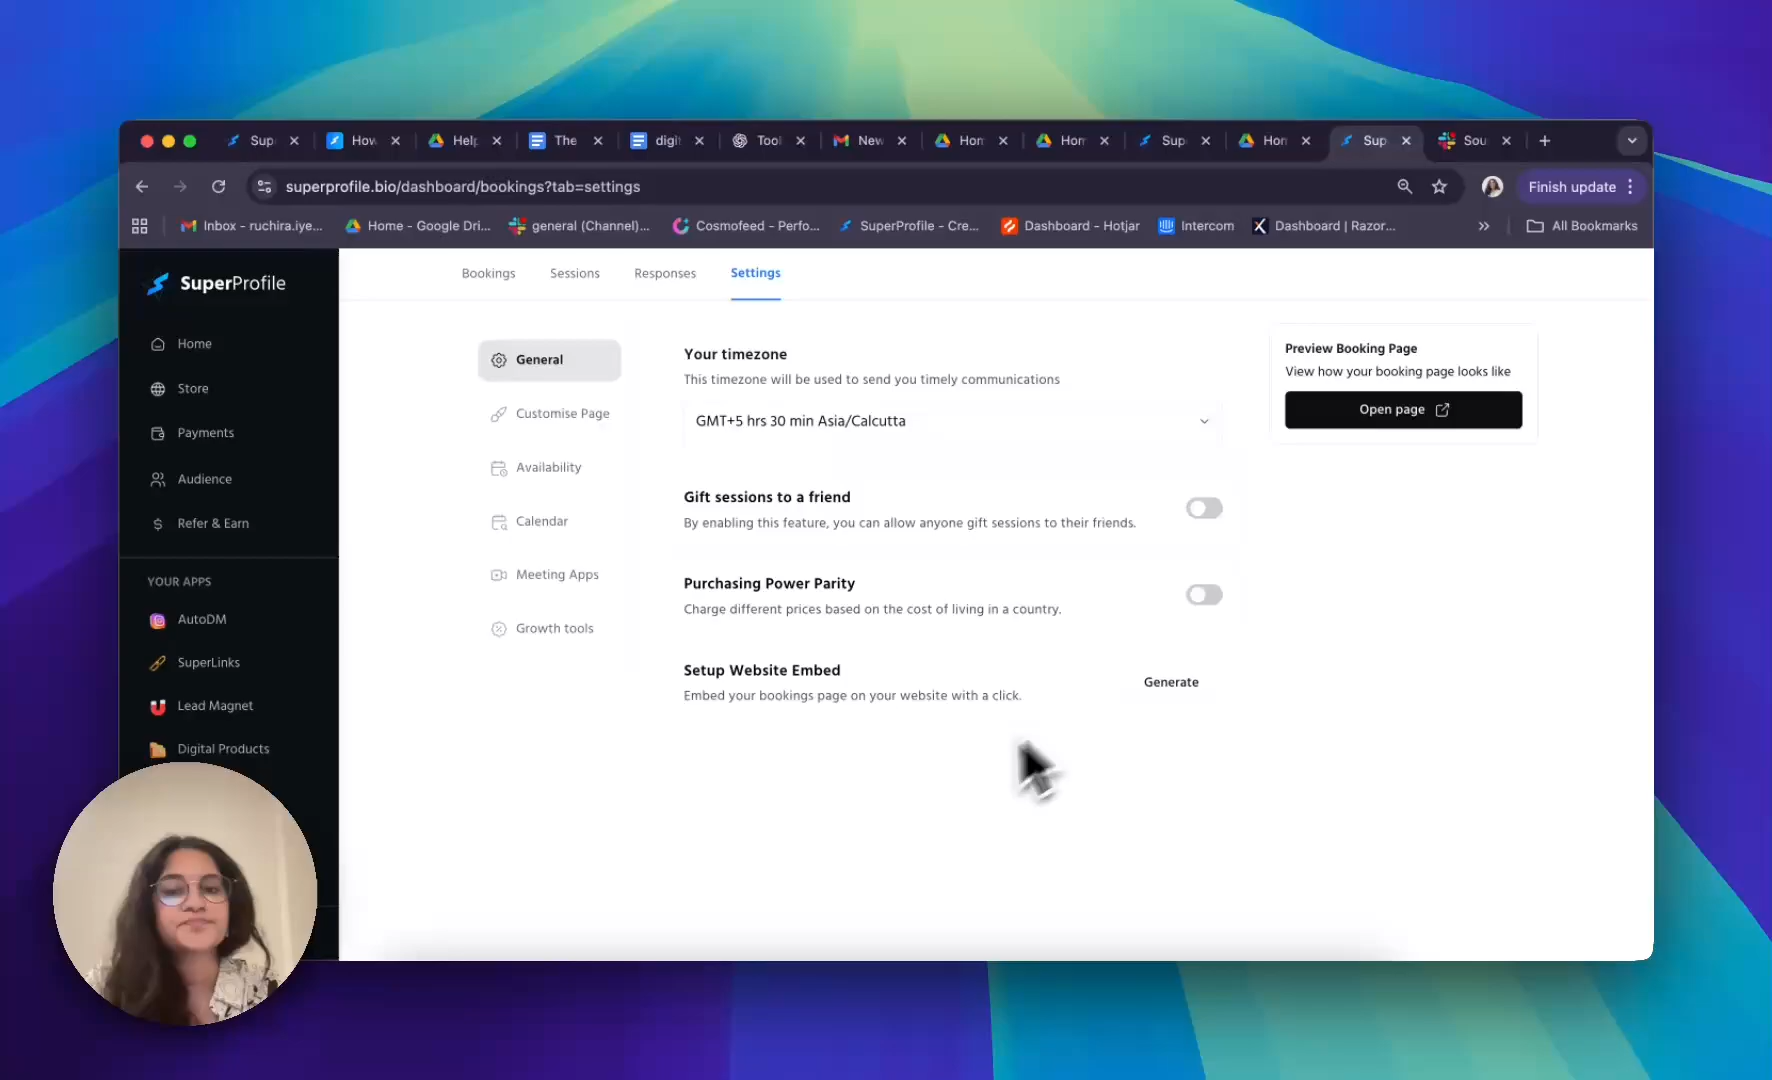 Sup
How
Help
The
digit
Tool
New
Hom
Hom
Sup
Hom
Sup
Sou
superprofile.bio/dashboard/bookings?tab=settings
Finish update
Inbox - ruchira.iye...
Home - Google Dri...
general (Channel)...
Cosmofeed - Perfo...
SuperProfile - Cre...
Dashboard - Hotjar
Intercom
Dashboard | Razor...
All Bookmarks
SuperProfile
Home
Store
Payments
Audience
Refer & Earn
YOUR APPS
AutoDM
SuperLinks
Lead Magnet
Digital Products
Bookings
Sessions
Responses
Settings
General
Customise Page
Availability
Calendar
Meeting Apps
Growth tools
Your timezone
This timezone will be used to send you timely communications
GMT+5 hrs 30 min Asia/Calcutta
Gift sessions to a friend
By enabling this feature, you can allow anyone gift sessions to their friends.
Purchasing Power Parity
Charge different prices based on the cost of living in a country.
Setup Website Embed
Embed your bookings page on your website with a click.
Generate
Preview Booking Page
View how your booking page looks like
Open page